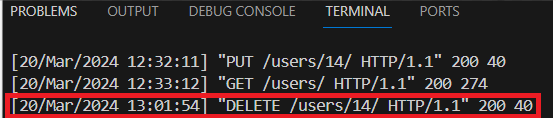 PROBLEMS OUTPUT DEBUG CONSOLE TERMINAL PORTS
[20/Mar/2024 12:32:11] "PUT /users/14/ HTTP/1.1" 200 40
[20/Mar/2024 12:33:12] "GET /users/ HTTP/1.1" 200 274
[20/Mar/2024 13:01:54] "DELETE /users/14/ HTTP/1.1" 200 40